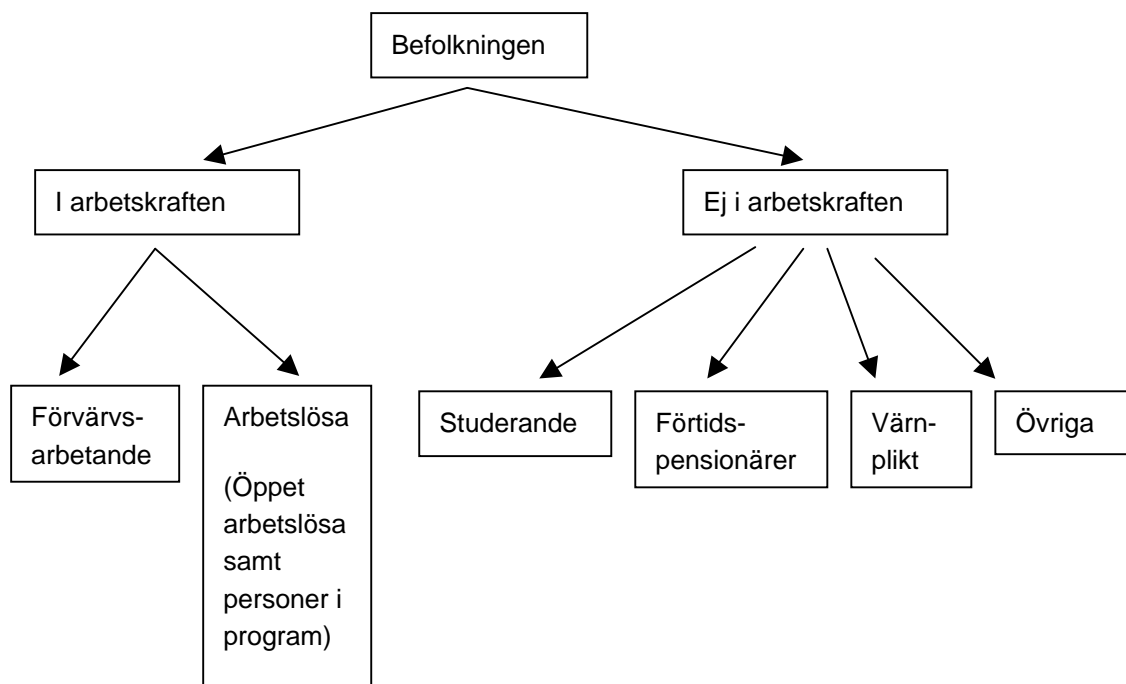 Befolkningen
I arbetskraften
Ej i arbetskraften
Förvärvs-
arbetande
Arbetslösa
(Öppet
arbetslösa
samt
personer i
program)
Studerande
Förtids-
pensionärer
Värn-
plikt
Övriga